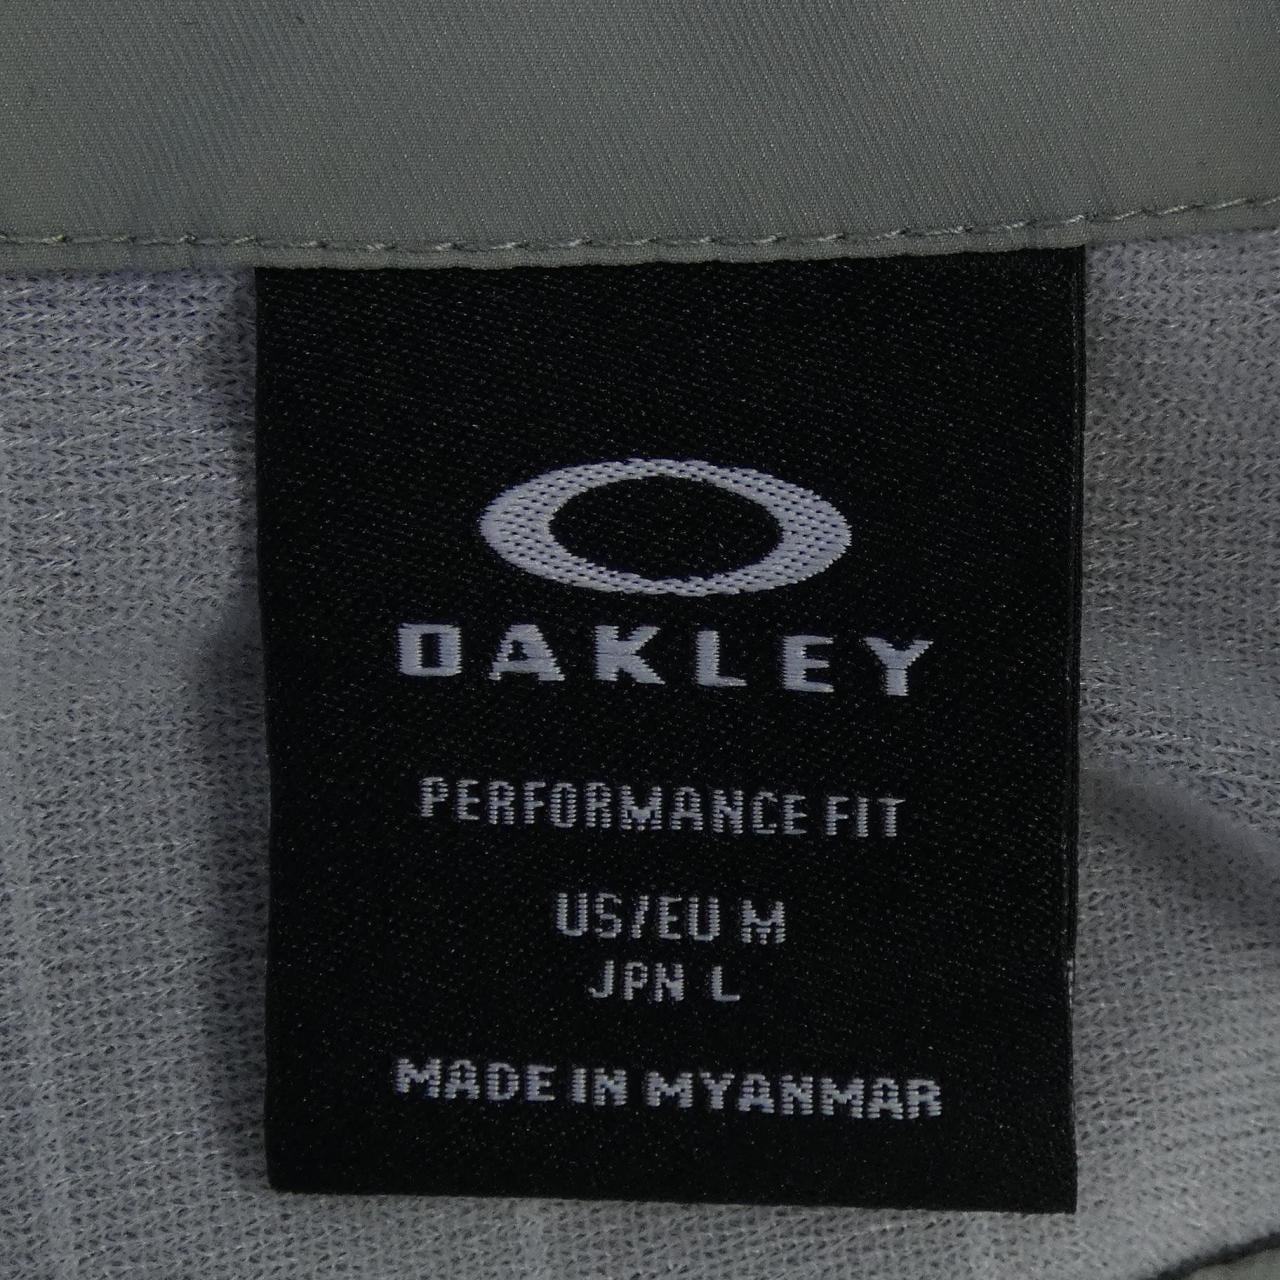 OAKLEY
PERFORMANCE FIT
US/EU M
JPN L
MADE IN MYANMAR